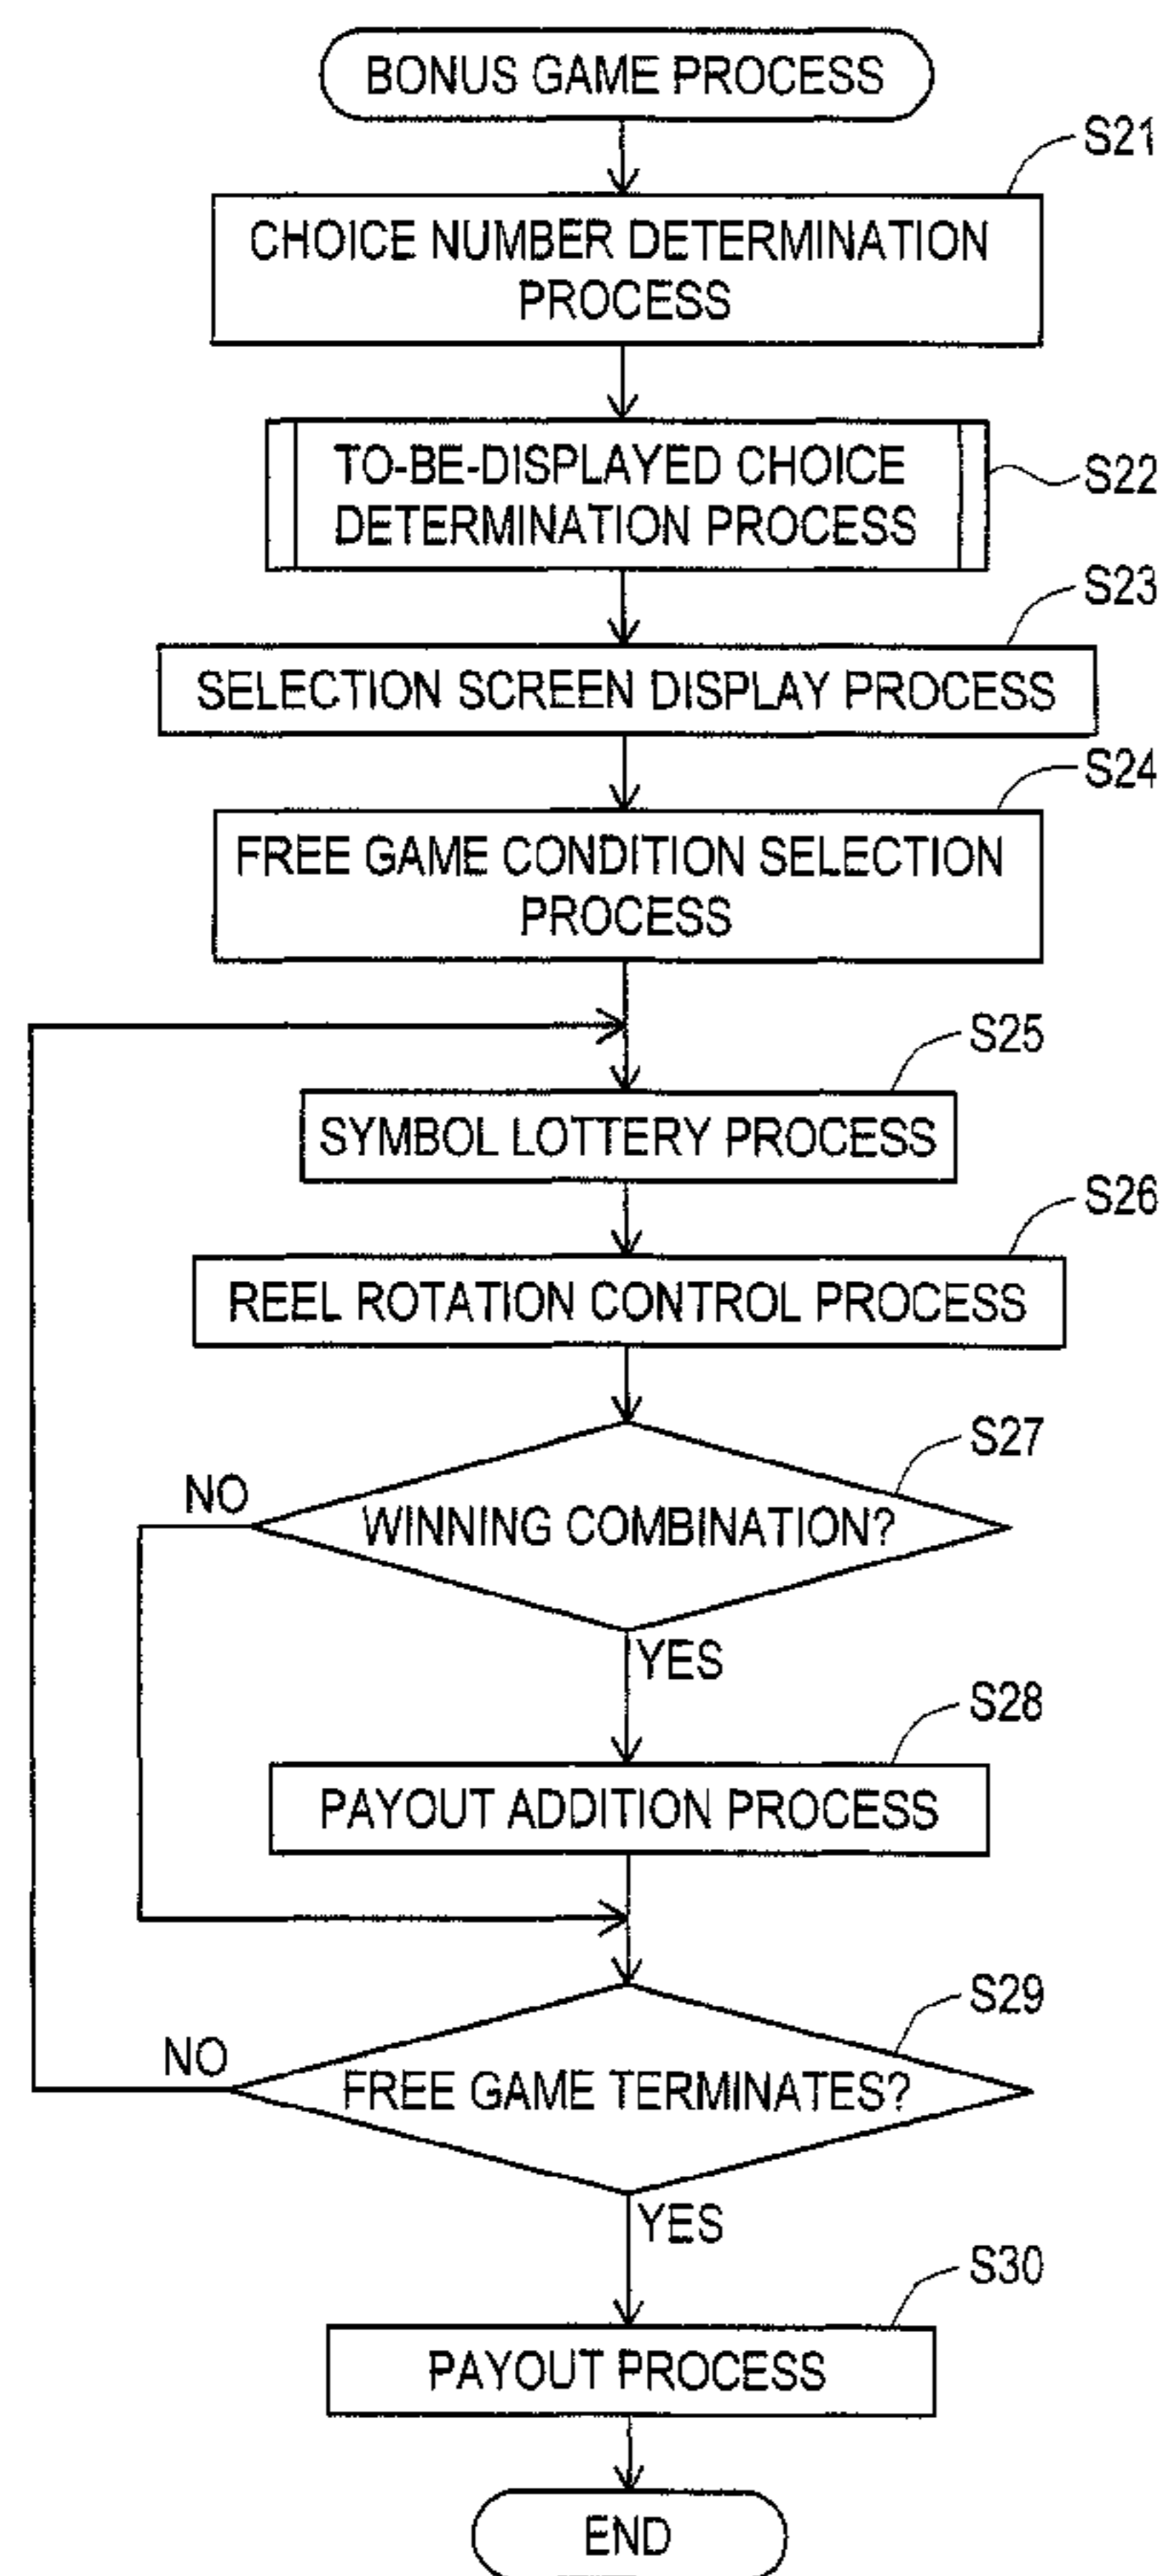 BONUS GAME PROCESS
S21
CHOICE NUMBER DETERMINATION
PROCESS
TO-BE-DISPLAYED CHOICE
DETERMINATION PROCESS
S22
S23
SELECTION SCREEN DISPLAY PROCESS
S24
FREE GAME CONDITION SELECTION
PROCESS
S25
SYMBOL LOTTERY PROCESS
S26
REEL ROTATION CONTROL PROCESS
S27
NO
WINNING COMBINATION?
YES
S28
PAYOUT ADDITION PROCESS
S29
NO
FREE GAME TERMINATES?
YES
S30
PAYOUT PROCESS
END